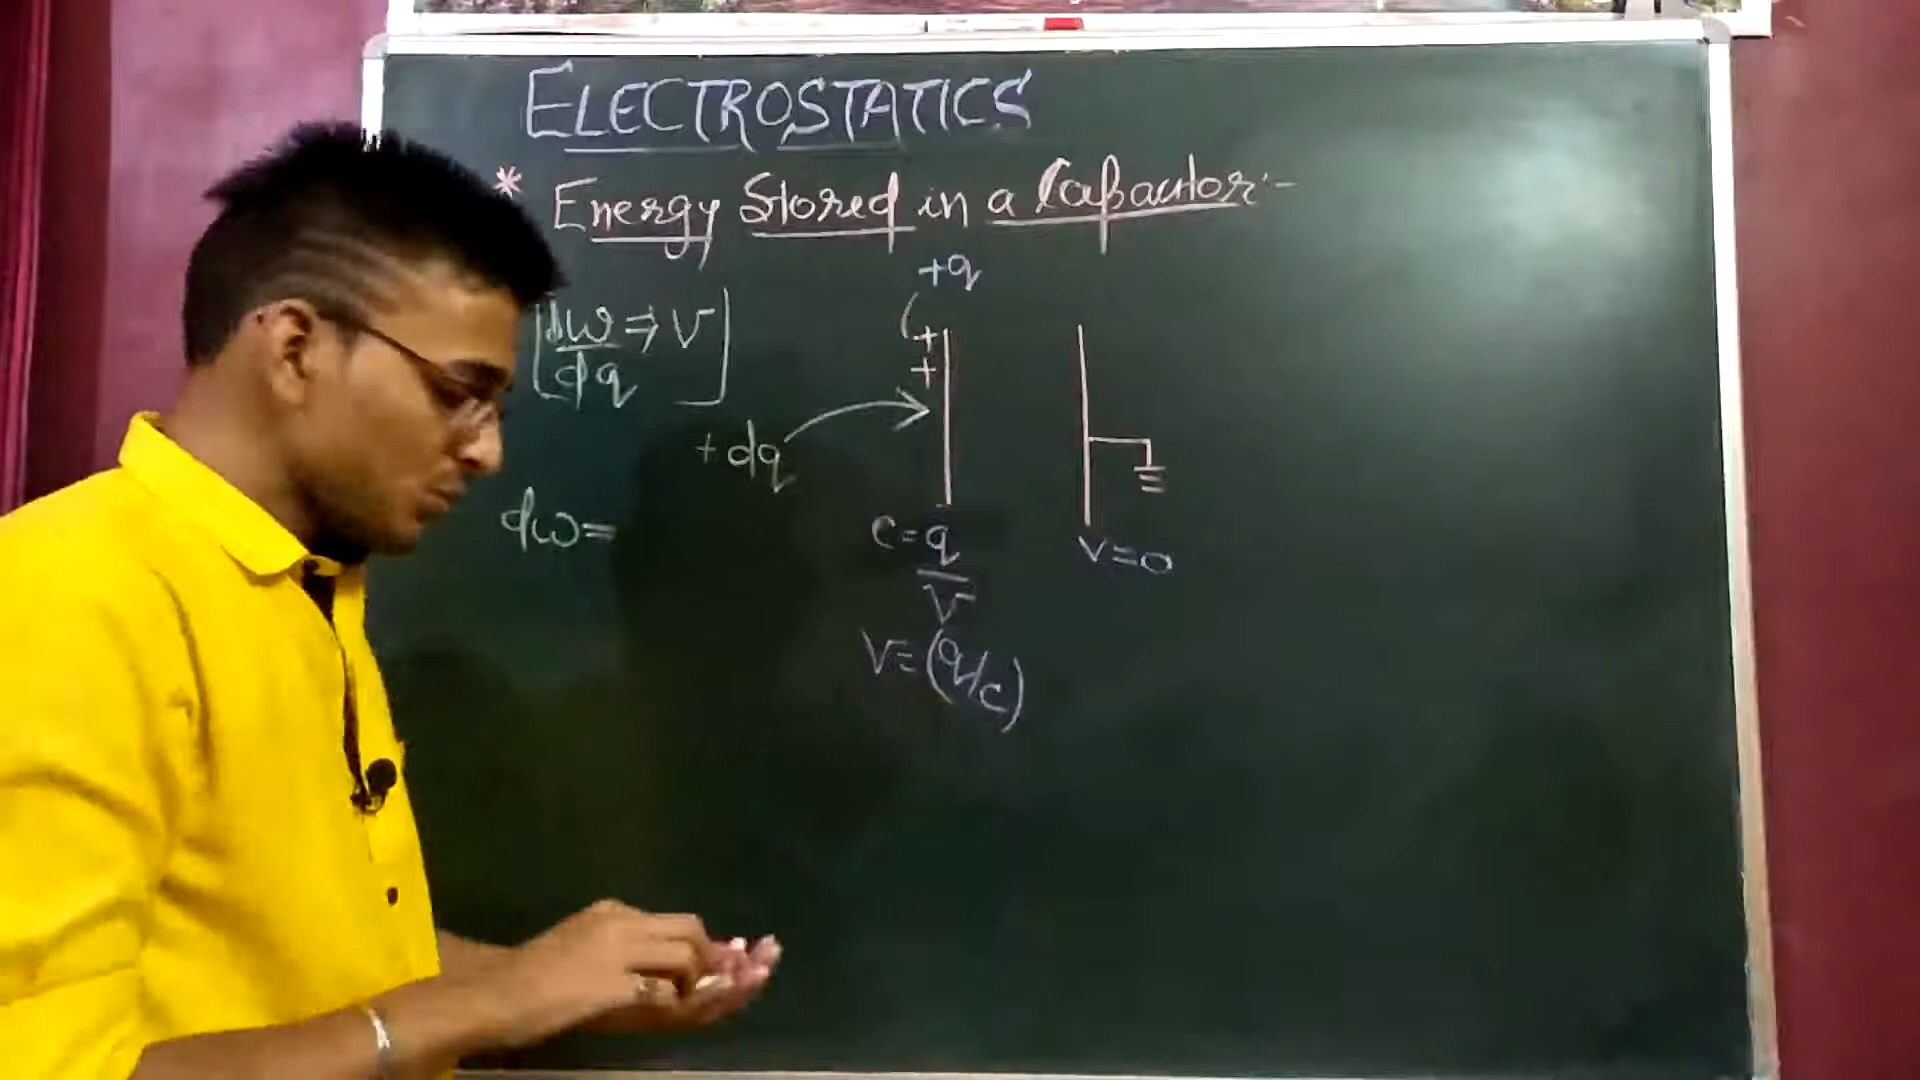 ELECTROSTATICS
* Energy Stored in a Capacitor:-
+q
dw/dq ⇒ V
+
+
+dq
dw=
c=q/V
V=0
V=(q/c)